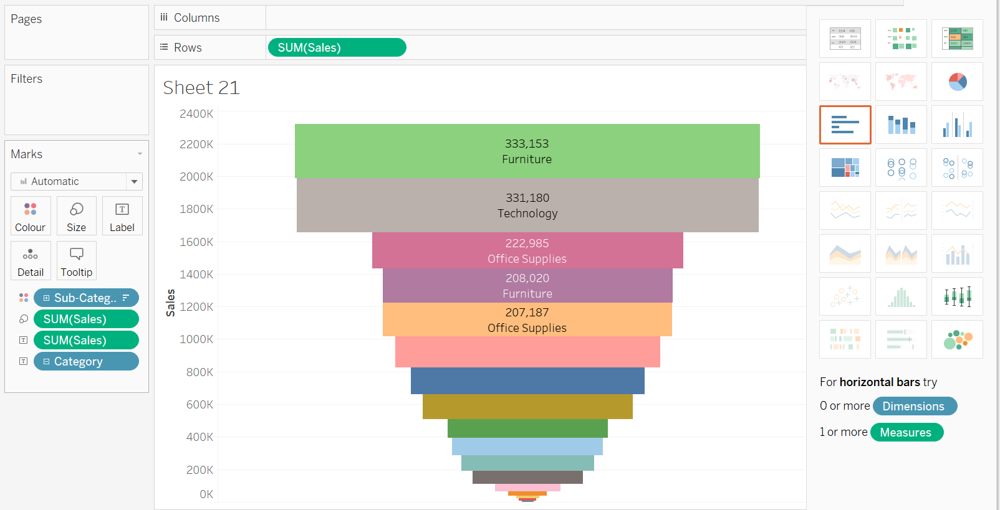 Pages
Columns
Rows
SUM(Sales)
Filters
Marks
Automatic
Colour
Size
Label
Detail
Tooltip
Sub-Categ..
SUM(Sales)
SUM(Sales)
Category
Sheet 21
2400K
2200K
2000K
1800K
1600K
1400K
1200K
1000K
800K
600K
400K
200K
0K
Sales
333,153
Furniture
331,180
Technology
222,985
Office Supplies
208,020
Furniture
207,187
Office Supplies
For horizontal bars try
0 or more Dimensions
1 or more Measures